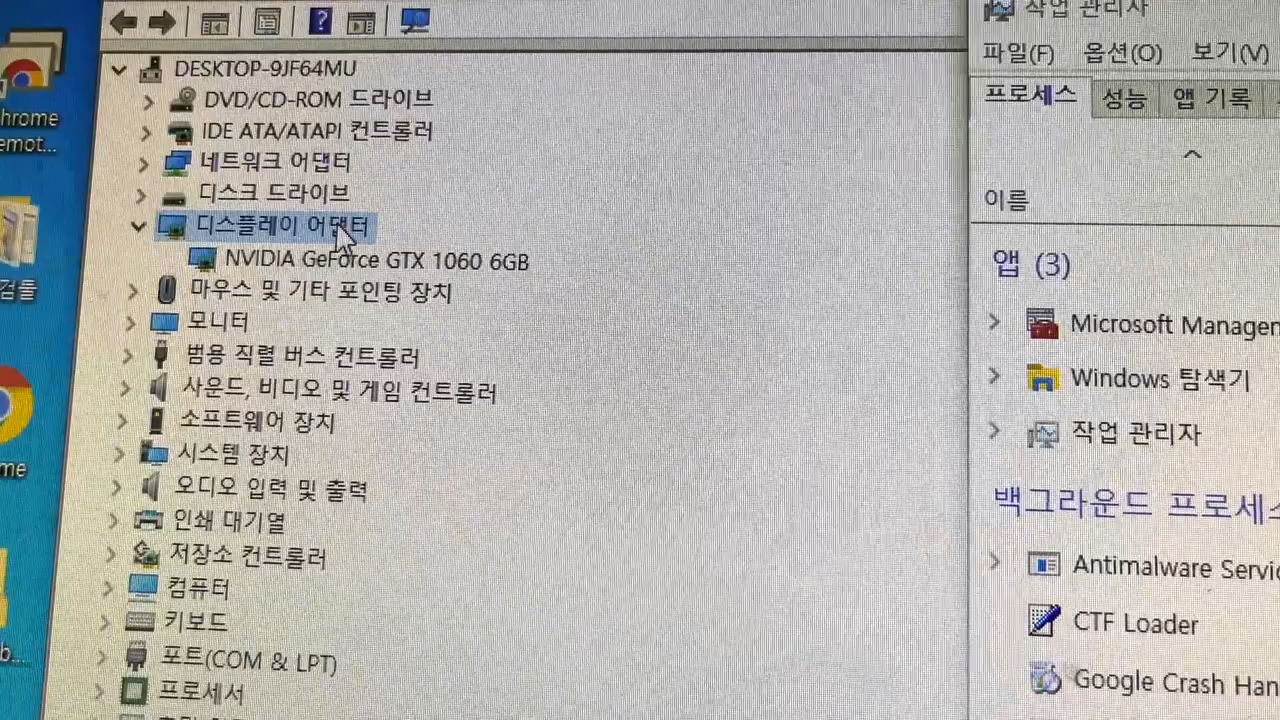 DESKTOP-9JF64MU
DVD/CD-ROM 드라이브
IDE ATA/ATAPI 컨트롤러
네트워크 어댑터
디스크 드라이브
디스플레이 어댑터
NVIDIA GeForce GTX 1060 6GB
마우스 및 기타 포인팅 장치
모니터
범용 직렬 버스 컨트롤러
사운드, 비디오 및 게임 컨트롤러
소프트웨어 장치
시스템 장치
오디오 입력 및 출력
인쇄 대기열
저장소 컨트롤러
컴퓨터
키보드
포트(COM & LPT)
프로세서
작업 관리자
파일(F) 옵션(O) 보기(V)
프로세스 성능 앱 기록
이름
앱 (3)
Microsoft Manager
Windows 탐색기
작업 관리자
백그라운드 프로세스
Antimalware Servic
CTF Loader
Google Crash Han
hrome
emot...
me